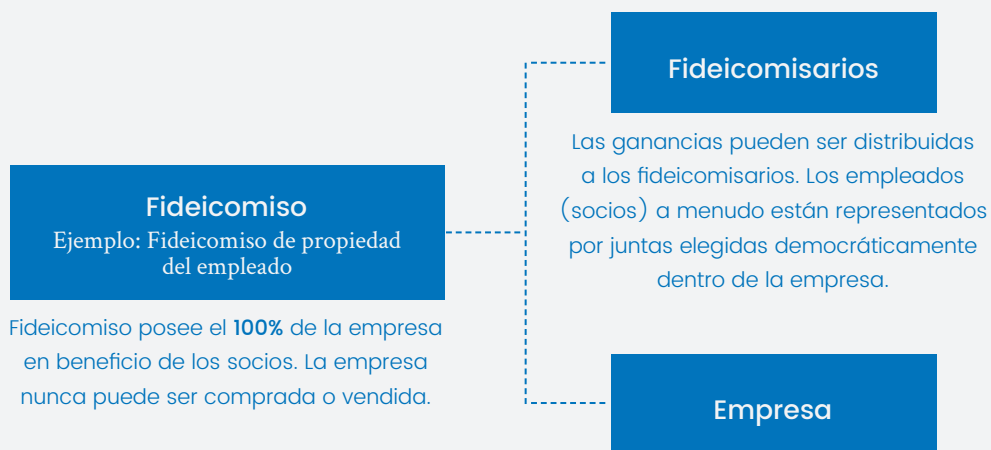 Fideicomiso
Ejemplo: Fideicomiso de propiedad
del empleado
Fideicomiso posee el 100% de la empresa
en beneficio de los socios. La empresa
nunca puede ser comprada o vendida.
Fideicomisarios
Las ganancias pueden ser distribuidas
a los fideicomisarios. Los empleados
(socios) a menudo están representados
por juntas elegidas democráticamente
dentro de la empresa.
Empresa